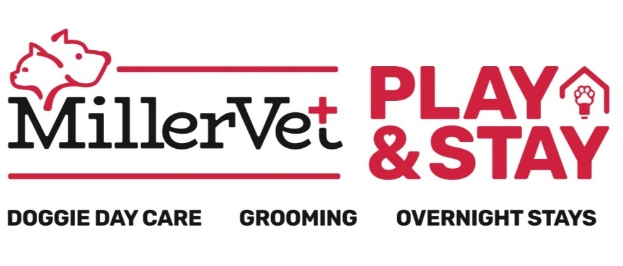 MillerVet
PLAY
& STAY
DOGGIE DAY CARE GROOMING OVERNIGHT STAYS